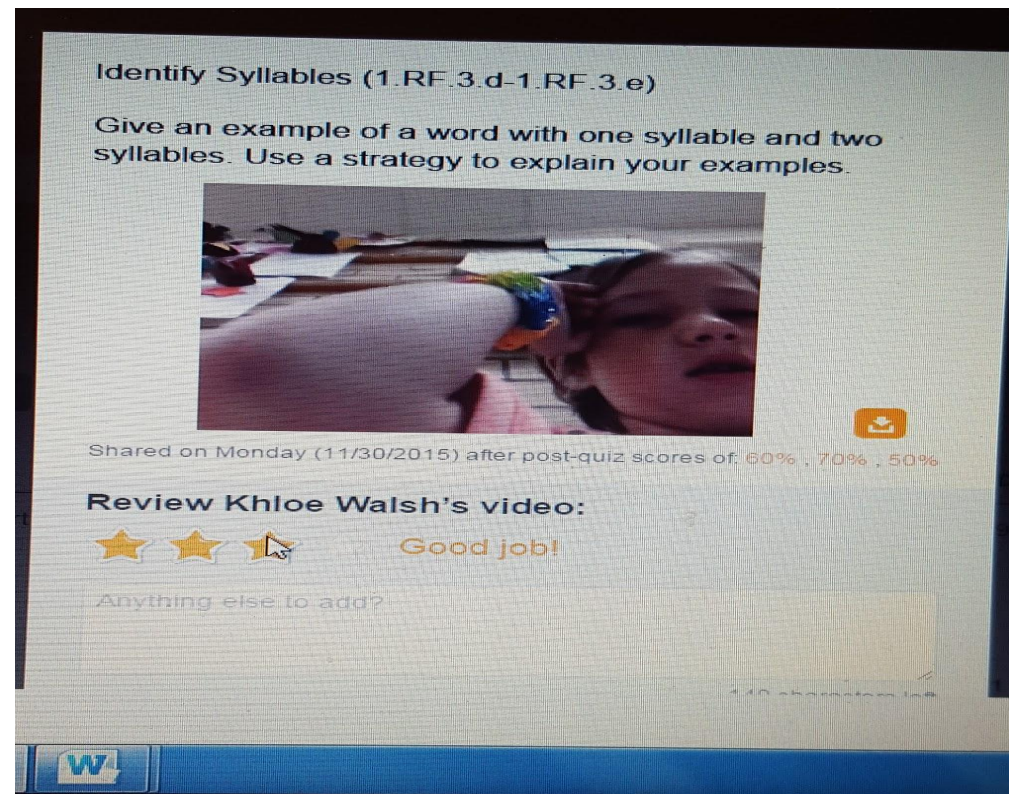 Identify Syllables (1.RF.3.d-1.RF.3.e)
Give an example of a word with one syllable and two
syllables. Use a strategy to explain your examples.
Shared on Monday (11/30/2015) after post-quiz scores of: 60% , 70% , 50%
Review Khloe Walsh's video:
Good job!
Anything else to add?
W